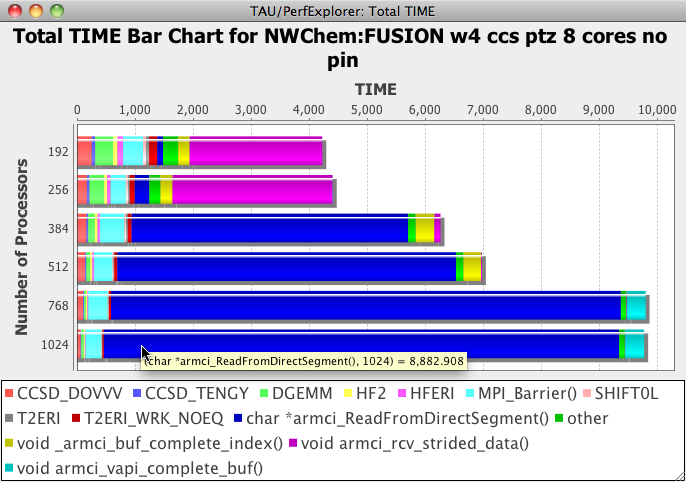 TAU/PerfExplorer: Total TIME
Total TIME Bar Chart for NWChem:FUSION w4 ccs ptz 8 cores no
pin
TIME
0 1,000 2,000 3,000 4,000 5,000 6,000 7,000 8,000 9,000 10,000
Number of Processors
192
256
384
512
768
1024
(char *armci_ReadFromDirectSegment(), 1024) = 8,882.908
CCSD_DOVVV CCSD_TENGY DGEMM HF2 HFERI MPI_Barrier() SHIFT0L
T2ERI T2ERI_WRK_NOEQ char *armci_ReadFromDirectSegment() other
void _armci_buf_complete_index() void armci_rcv_strided_data()
void armci_vapi_complete_buf()